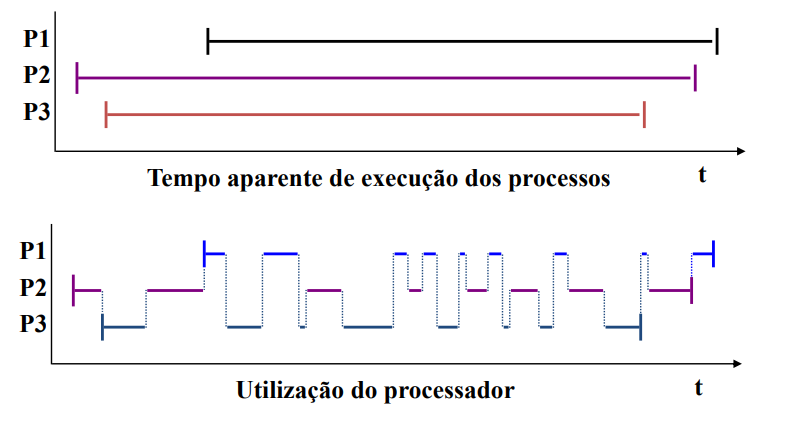 P1
P2
P3
Tempo aparente de execução dos processos
t
P1
P2
P3
Utilização do processador
t